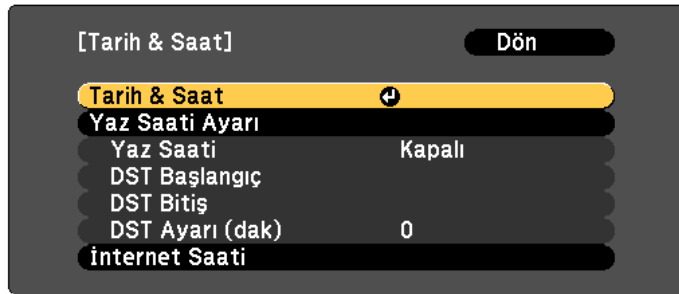 [Tarih & Saat] Dön
Tarih & Saat
Yaz Saati Ayarı
Yaz Saati Kapalı
DST Başlangıç
DST Bitiş
DST Ayarı (dak) 0
İnternet Saati